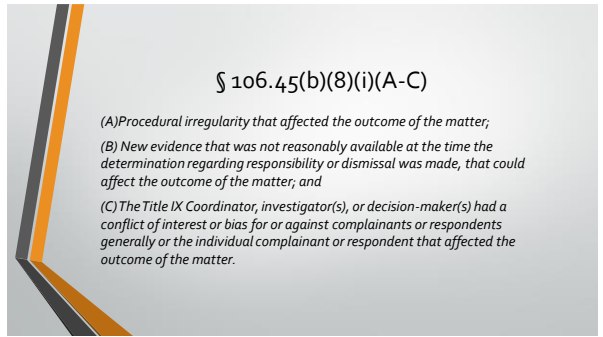 § 106.45(b)(8)(i)(A-C)
(A)Procedural irregularity that affected the outcome of the matter;
(B) New evidence that was not reasonably available at the time the
determination regarding responsibility or dismissal was made, that could
affect the outcome of the matter; and
(C) The Title IX Coordinator, investigator(s), or decision-maker(s) had a
conflict of interest or bias for or against complainants or respondents
generally or the individual complainant or respondent that affected the
outcome of the matter.